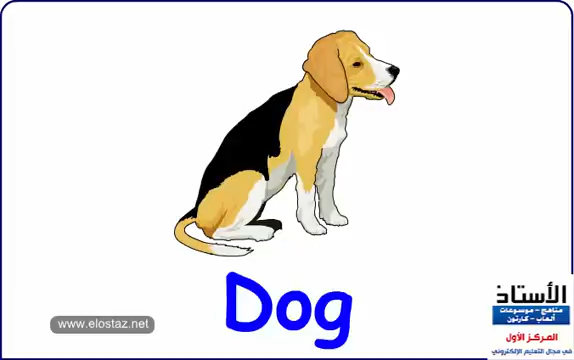 Dog
www.elostaz.net
الأستاذ
مناهج - موسوعات
ألعاب - كارتون
المركز الأول
في مجال التعليم الإلكتروني